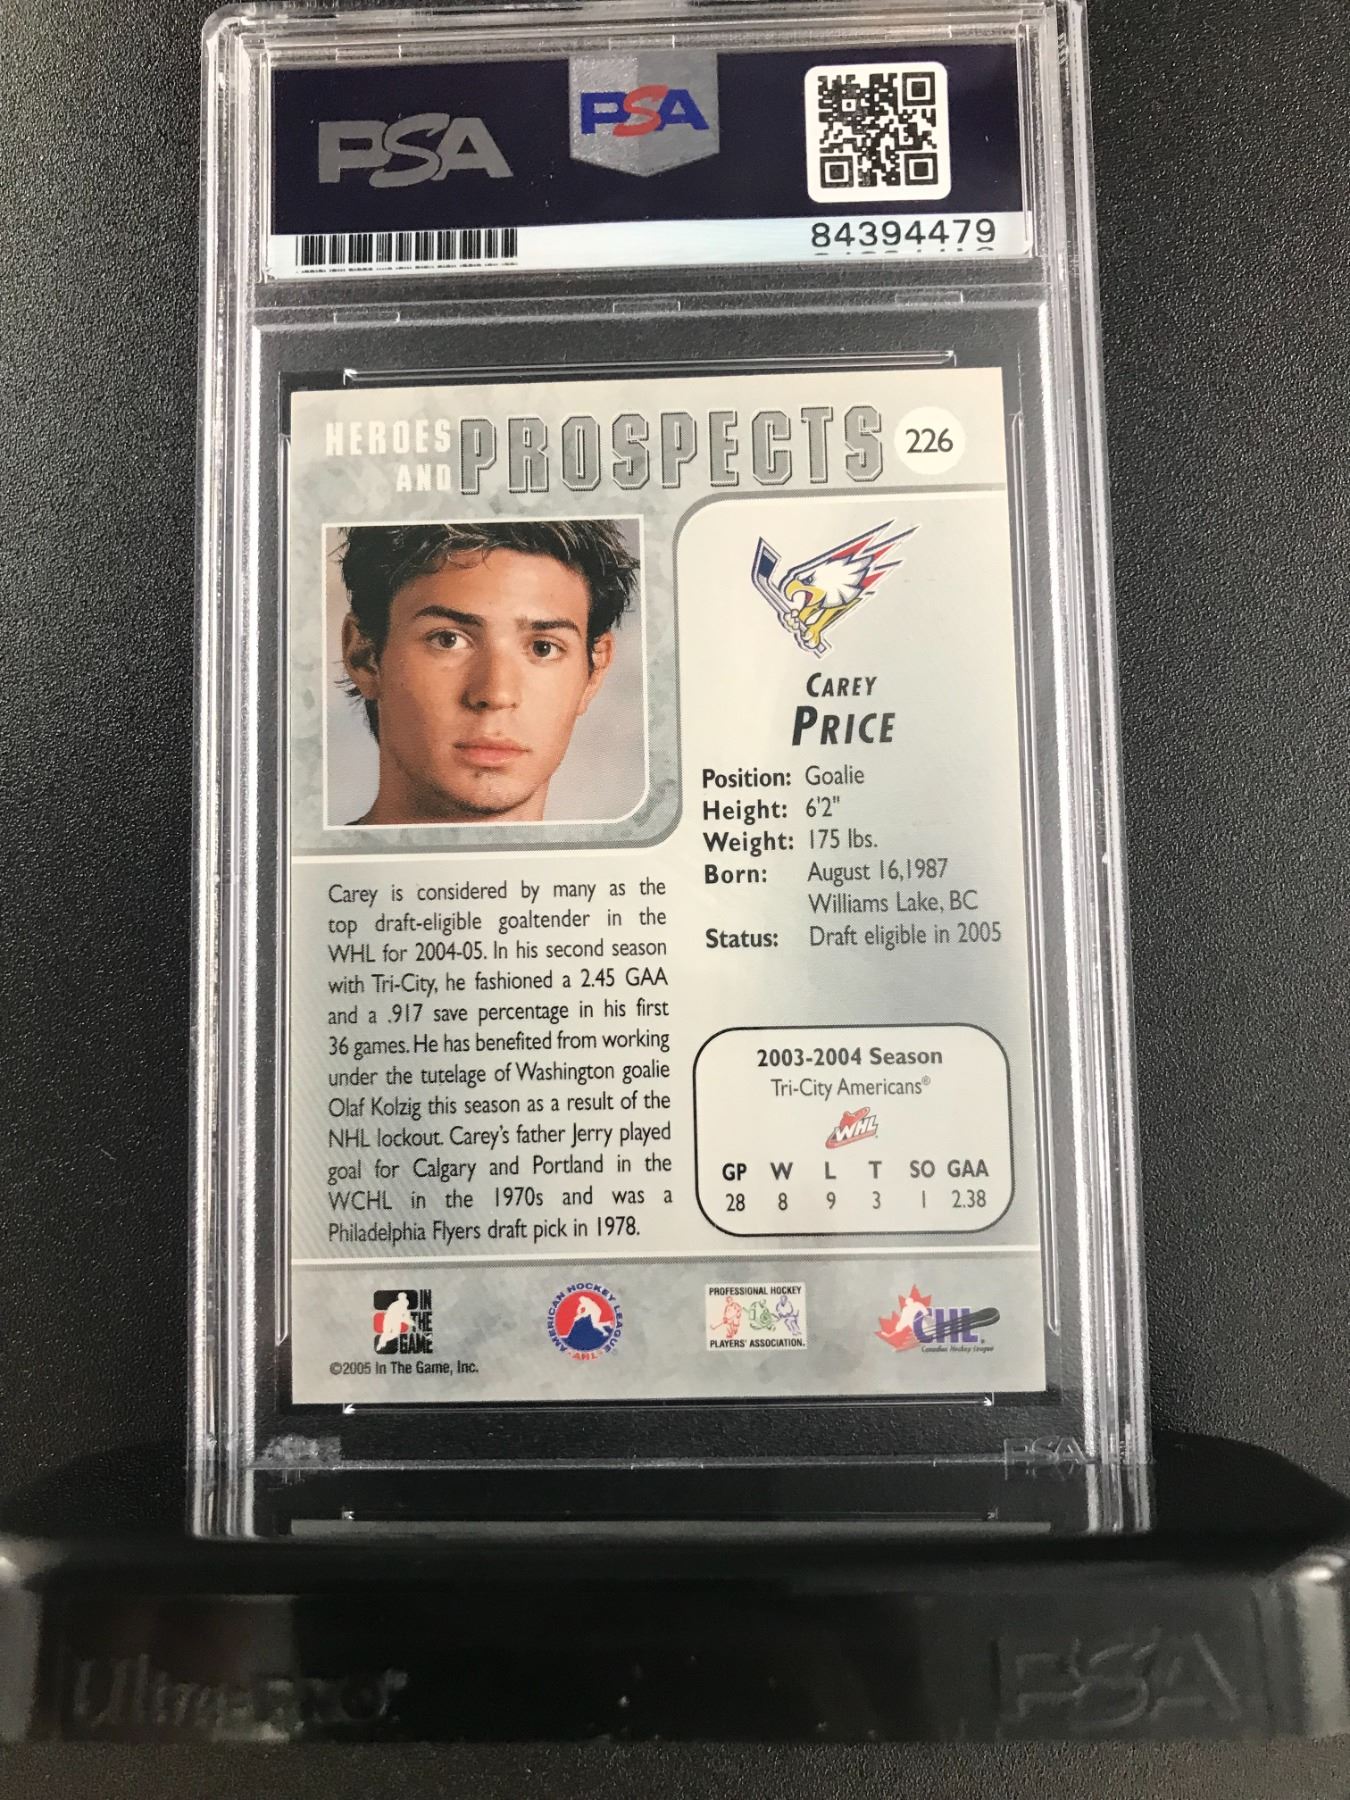 PSA
PSA
84394479
HEROES
AND
PROSPECTS
226
CAREY
PRICE
Position: Goalie
Height: 6'2"
Weight: 175 lbs.
Born: August 16,1987
Williams Lake, BC
Status: Draft eligible in 2005
Carey is considered by many as the
top draft-eligible goaltender in the
WHL for 2004-05. In his second season
with Tri-City, he fashioned a 2.45 GAA
and a .917 save percentage in his first
36 games. He has benefited from working
under the tutelage of Washington goalie
Olaf Kolzig this season as a result of the
NHL lockout. Carey's father Jerry played
goal for Calgary and Portland in the
WCHL in the 1970s and was a
Philadelphia Flyers draft pick in 1978.
2003-2004 Season
Tri-City Americans®
WHL
GP W L T SO GAA
28 8 9 3 1 2.38
IN
THE
GAME
©2005 In The Game, Inc.
AMERICAN HOCKEY LEAGUE
AHL
PROFESSIONAL HOCKEY
PLAYERS' ASSOCIATION.
CHL
Canadian Hockey League
PSA
Ultra-PRO
PSA